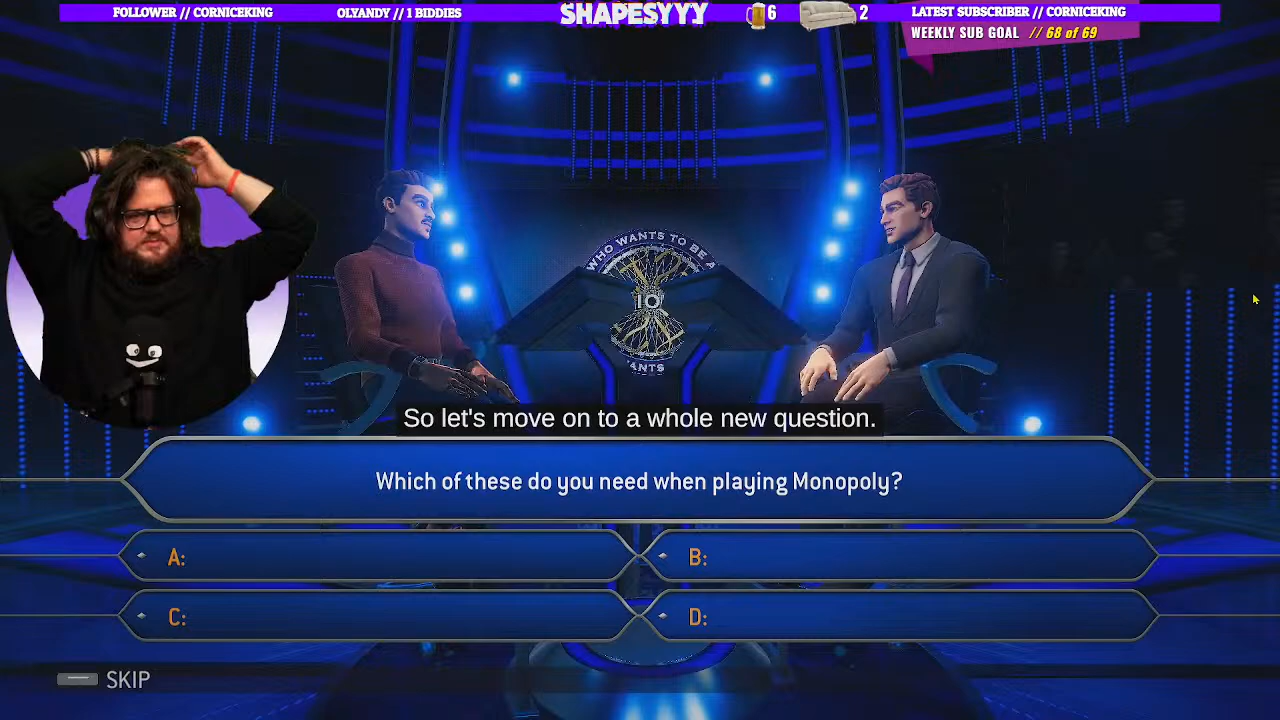 FOLLOWER // CORNICEKING
OLYANDY // 1 BIDDIES
SHAPESYYY
6
2
LATEST SUBSCRIBER // CORNICEKING
WEEKLY SUB GOAL // 68 of 69
WHO WANTS TO BE A
10
ANTS
So let's move on to a whole new question.
Which of these do you need when playing Monopoly?
A:
B:
C:
D:
SKIP